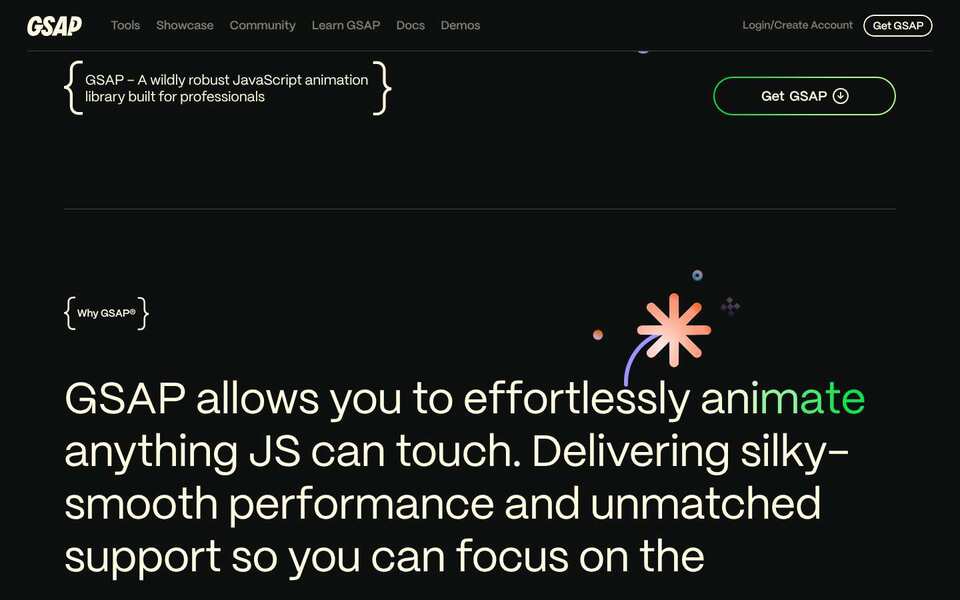 GSAP Tools Showcase Community Learn GSAP Docs Demos Login/Create Account Get GSAP
GSAP – A wildly robust JavaScript animation
library built for professionals
Get GSAP
Why GSAP®
GSAP allows you to effortlessly animate
anything JS can touch. Delivering silky–
smooth performance and unmatched
support so you can focus on the